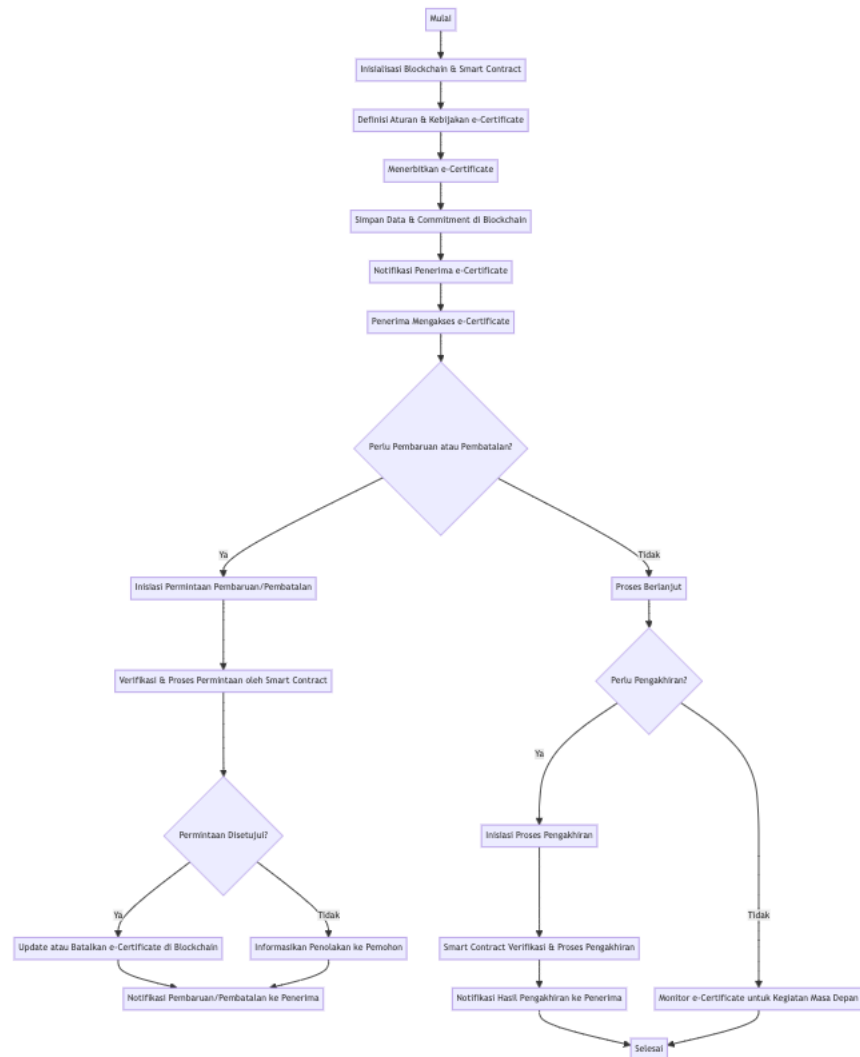 Mulai
Inisialisasi Blockchain & Smart Contract
Definisi Aturan & Kebijakan e-Certificate
Menerbitkan e-Certificate
Simpan Data & Commitment di Blockchain
Notifikasi Penerima e-Certificate
Penerima Mengakses e-Certificate
Perlu Pembaruan atau Pembatalan?
Ya
Tidak
Inisiasi Permintaan Pembaruan/Pembatalan
Proses Berlanjut
Verifikasi & Proses Permintaan oleh Smart Contract
Perlu Pengakhiran?
Ya
Permintaan Disetujui?
Inisiasi Proses Pengakhiran
Ya
Tidak
Tidak
Update atau Batalkan e-Certificate di Blockchain
Informasikan Penolakan ke Pemohon
Smart Contract Verifikasi & Proses Pengakhiran
Notifikasi Pembaruan/Pembatalan ke Penerima
Notifikasi Hasil Pengakhiran ke Penerima
Monitor e-Certificate untuk Kegiatan Masa Depan
Selesai